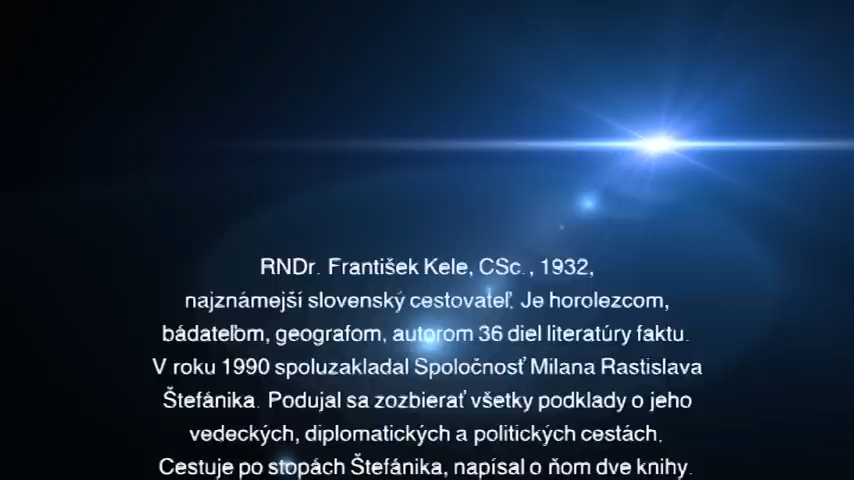 RNDr. František Kele, CSc., 1932,
najznámejší slovenský cestovateľ. Je horolezcom,
bádateľom, geografom, autorom 36 diel literatúry faktu.
V roku 1990 spoluzakladal Spoločnosť Milana Rastislava
Štefánika. Podujal sa zozbierať všetky podklady o jeho
vedeckých, diplomatických a politických cestách.
Cestuje po stopách Štefánika, napísal o ňom dve knihy.